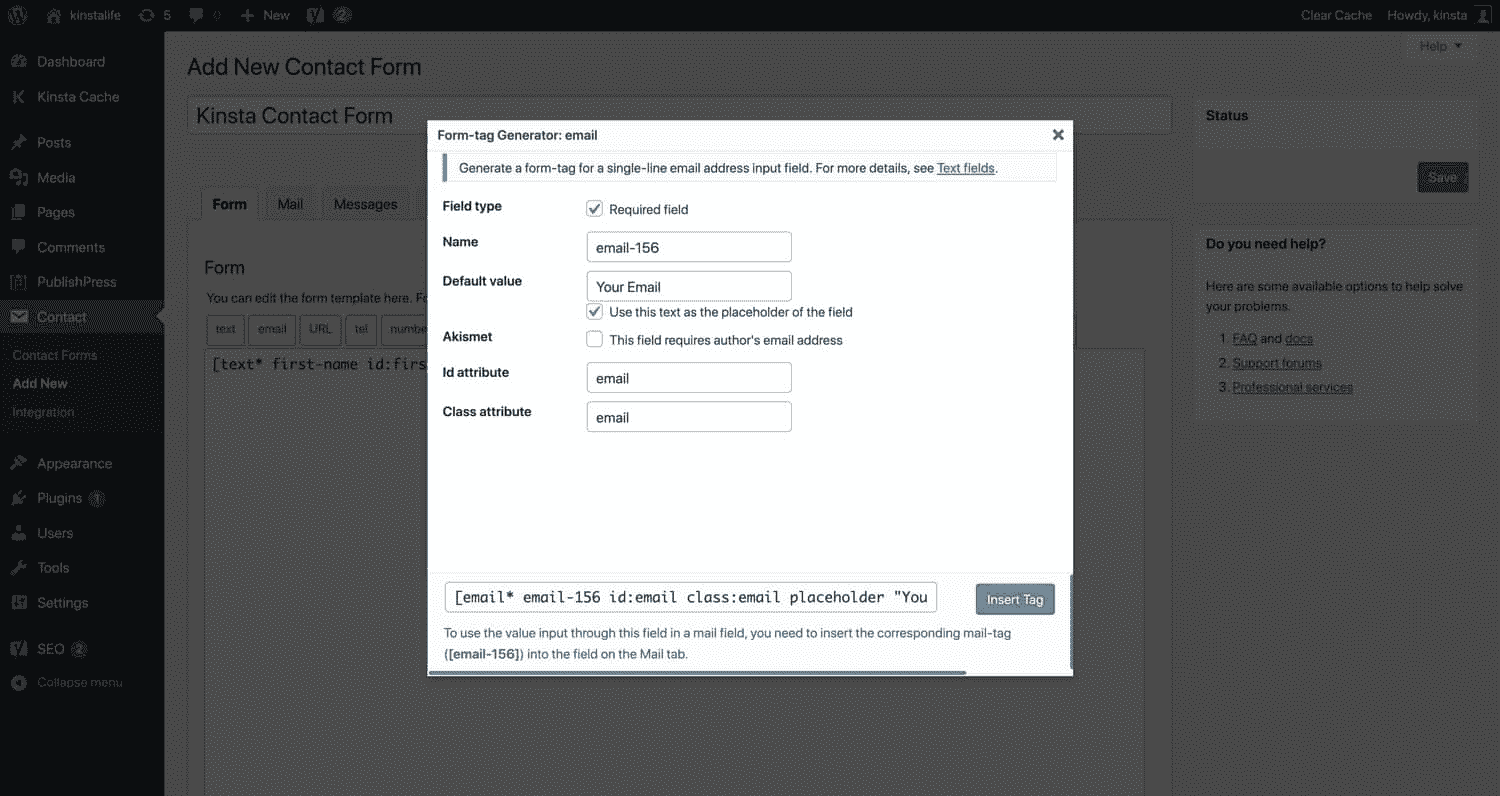 kinstalife 5 0 + New 2 Clear Cache Howdy, kinsta
Dashboard
Kinsta Cache
Posts
Media
Pages
Comments
PublishPress
Contact
Contact Forms
Add New
Integration
Appearance
Plugins 1
Users
Tools
Settings
SEO 2
Collapse menu
Help
Add New Contact Form
Kinsta Contact Form
Form Mail Messages
Form
You can edit the form template here.
text email URL tel
[text* first-name
Form-tag Generator: email
Generate a form-tag for a single-line email address input field. For more details, see Text fields.
Field type Required field
Name email-156
Default value Your Email
Use this text as the placeholder of the field
Akismet This field requires author's email address
Id attribute email
Class attribute email
[email* email-156 id:email class:email placeholder "You
Insert Tag
To use the value input through this field in a mail field, you need to insert the corresponding mail-tag
([email-156]) into the field on the Mail tab.
Status
Save
Do you need help?
Here are some available options to help solve
your problems.
1. FAQ and docs
2. Support forums
3. Professional services